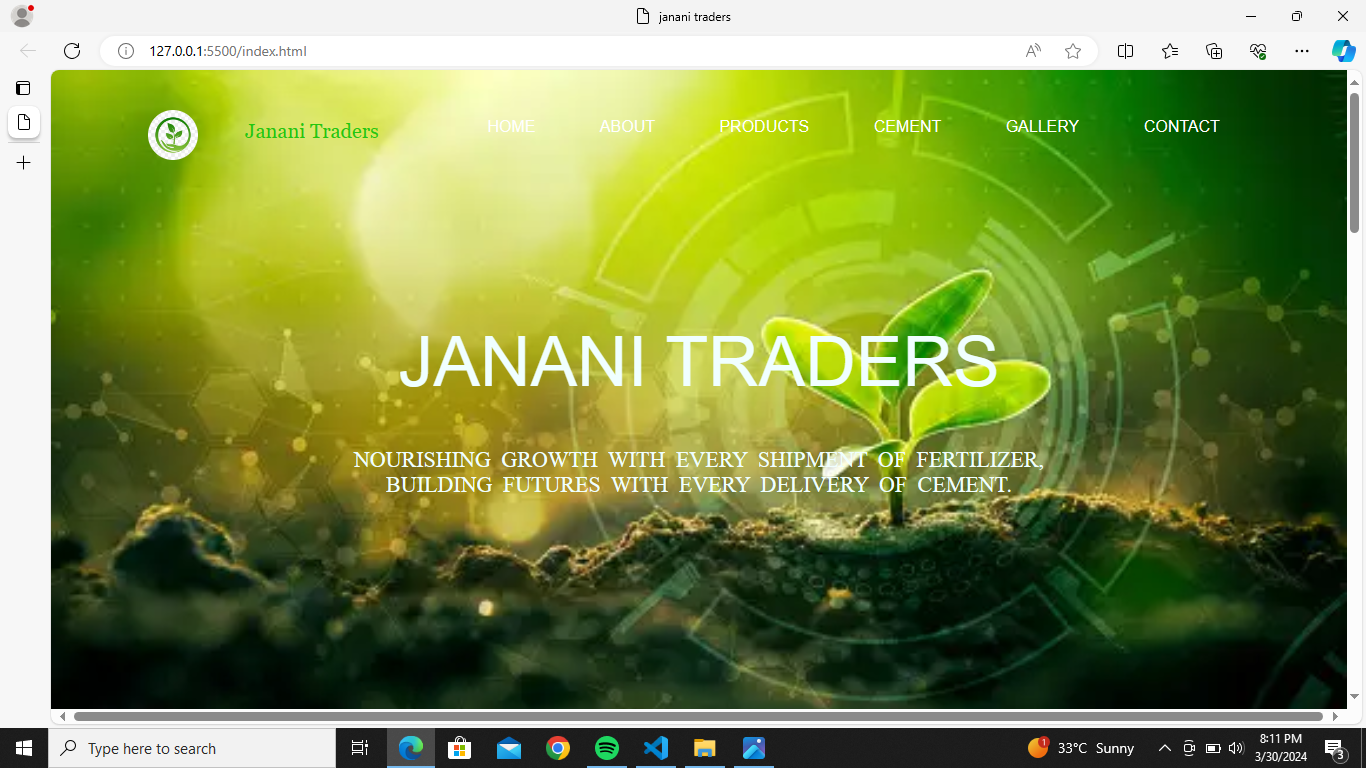 janani traders
127.0.0.1:5500/index.html
Janani Traders
HOME ABOUT PRODUCTS CEMENT GALLERY CONTACT
JANANI TRADERS
NOURISHING GROWTH WITH EVERY SHIPMENT OF FERTILIZER,
BUILDING FUTURES WITH EVERY DELIVERY OF CEMENT.
Type here to search
1
33°C Sunny
8:11 PM
3/30/2024
3